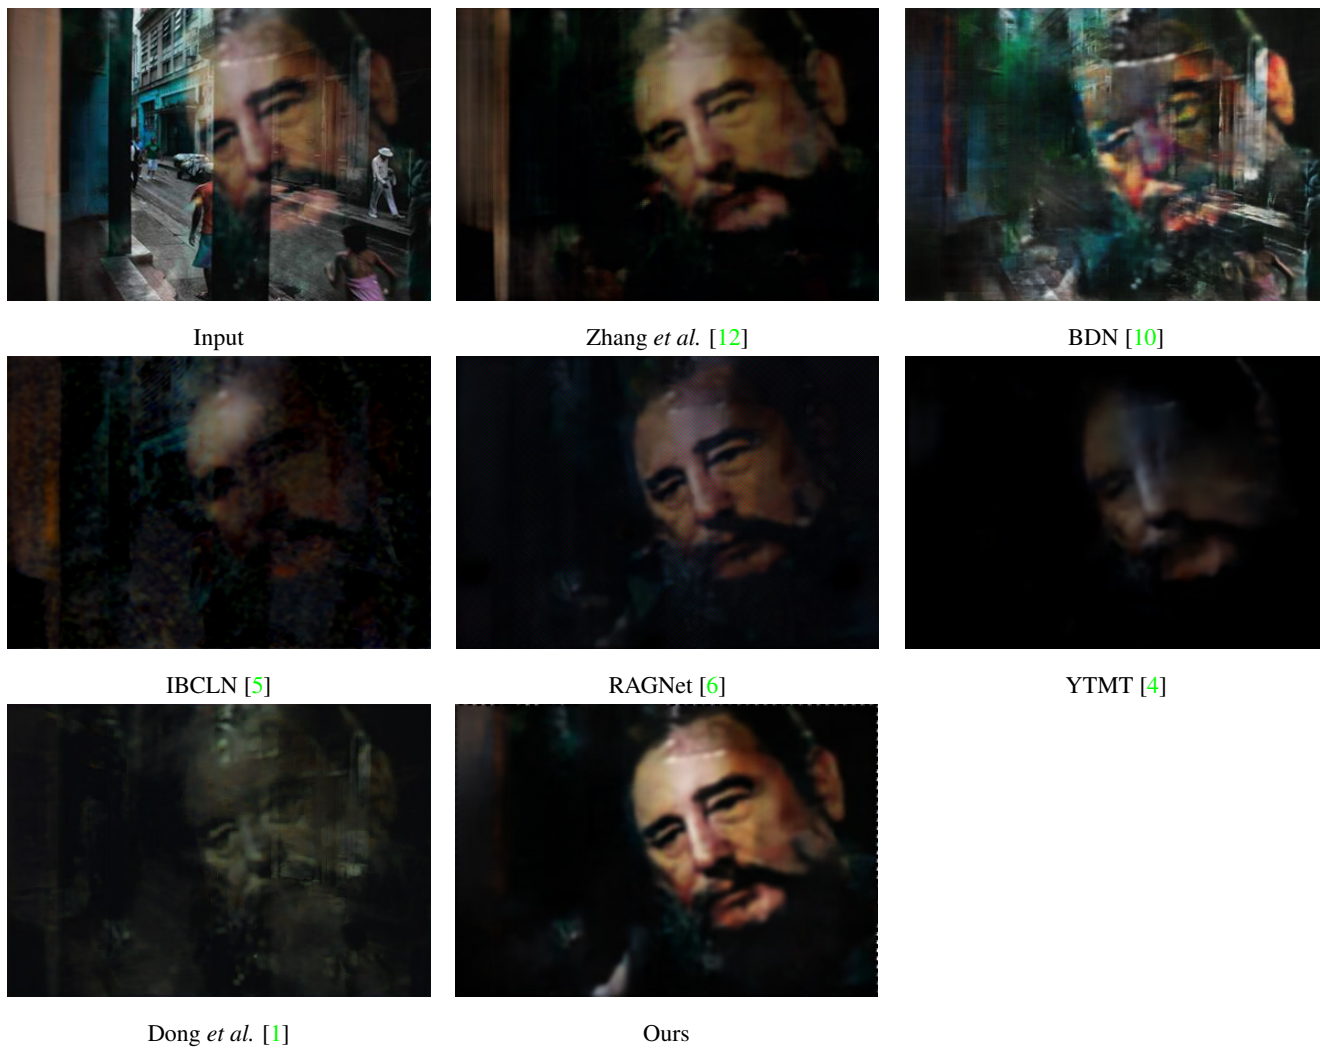 Input
Zhang et al. [12]
BDN [10]
IBCLN [5]
RAGNet [6]
YTMT [4]
Dong et al. [1]
Ours